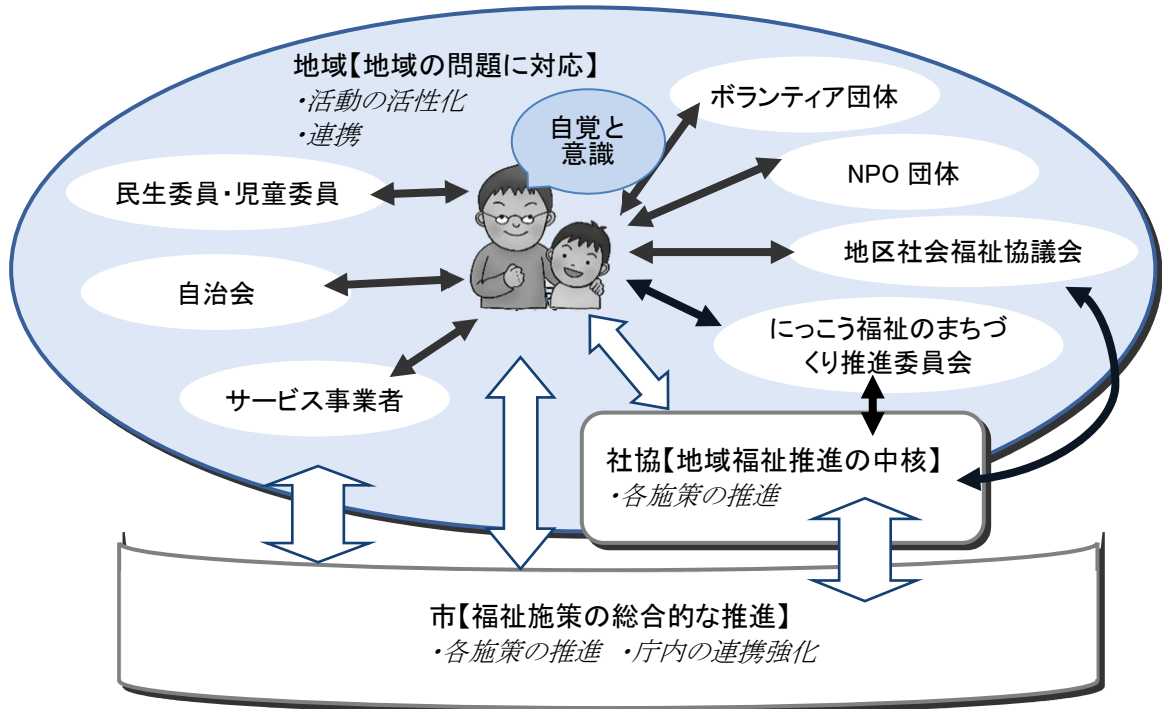 地域【地域の問題に対応】
・活動の活性化
・連携
自覚と
意識
ボランティア団体
NPO 団体
民生委員・児童委員
地区社会福祉協議会
自治会
にっこう福祉のまちづ
くり推進委員会
サービス事業者
社協【地域福祉推進の中核】
・各施策の推進
市【福祉施策の総合的な推進】
・各施策の推進 ・庁内の連携強化